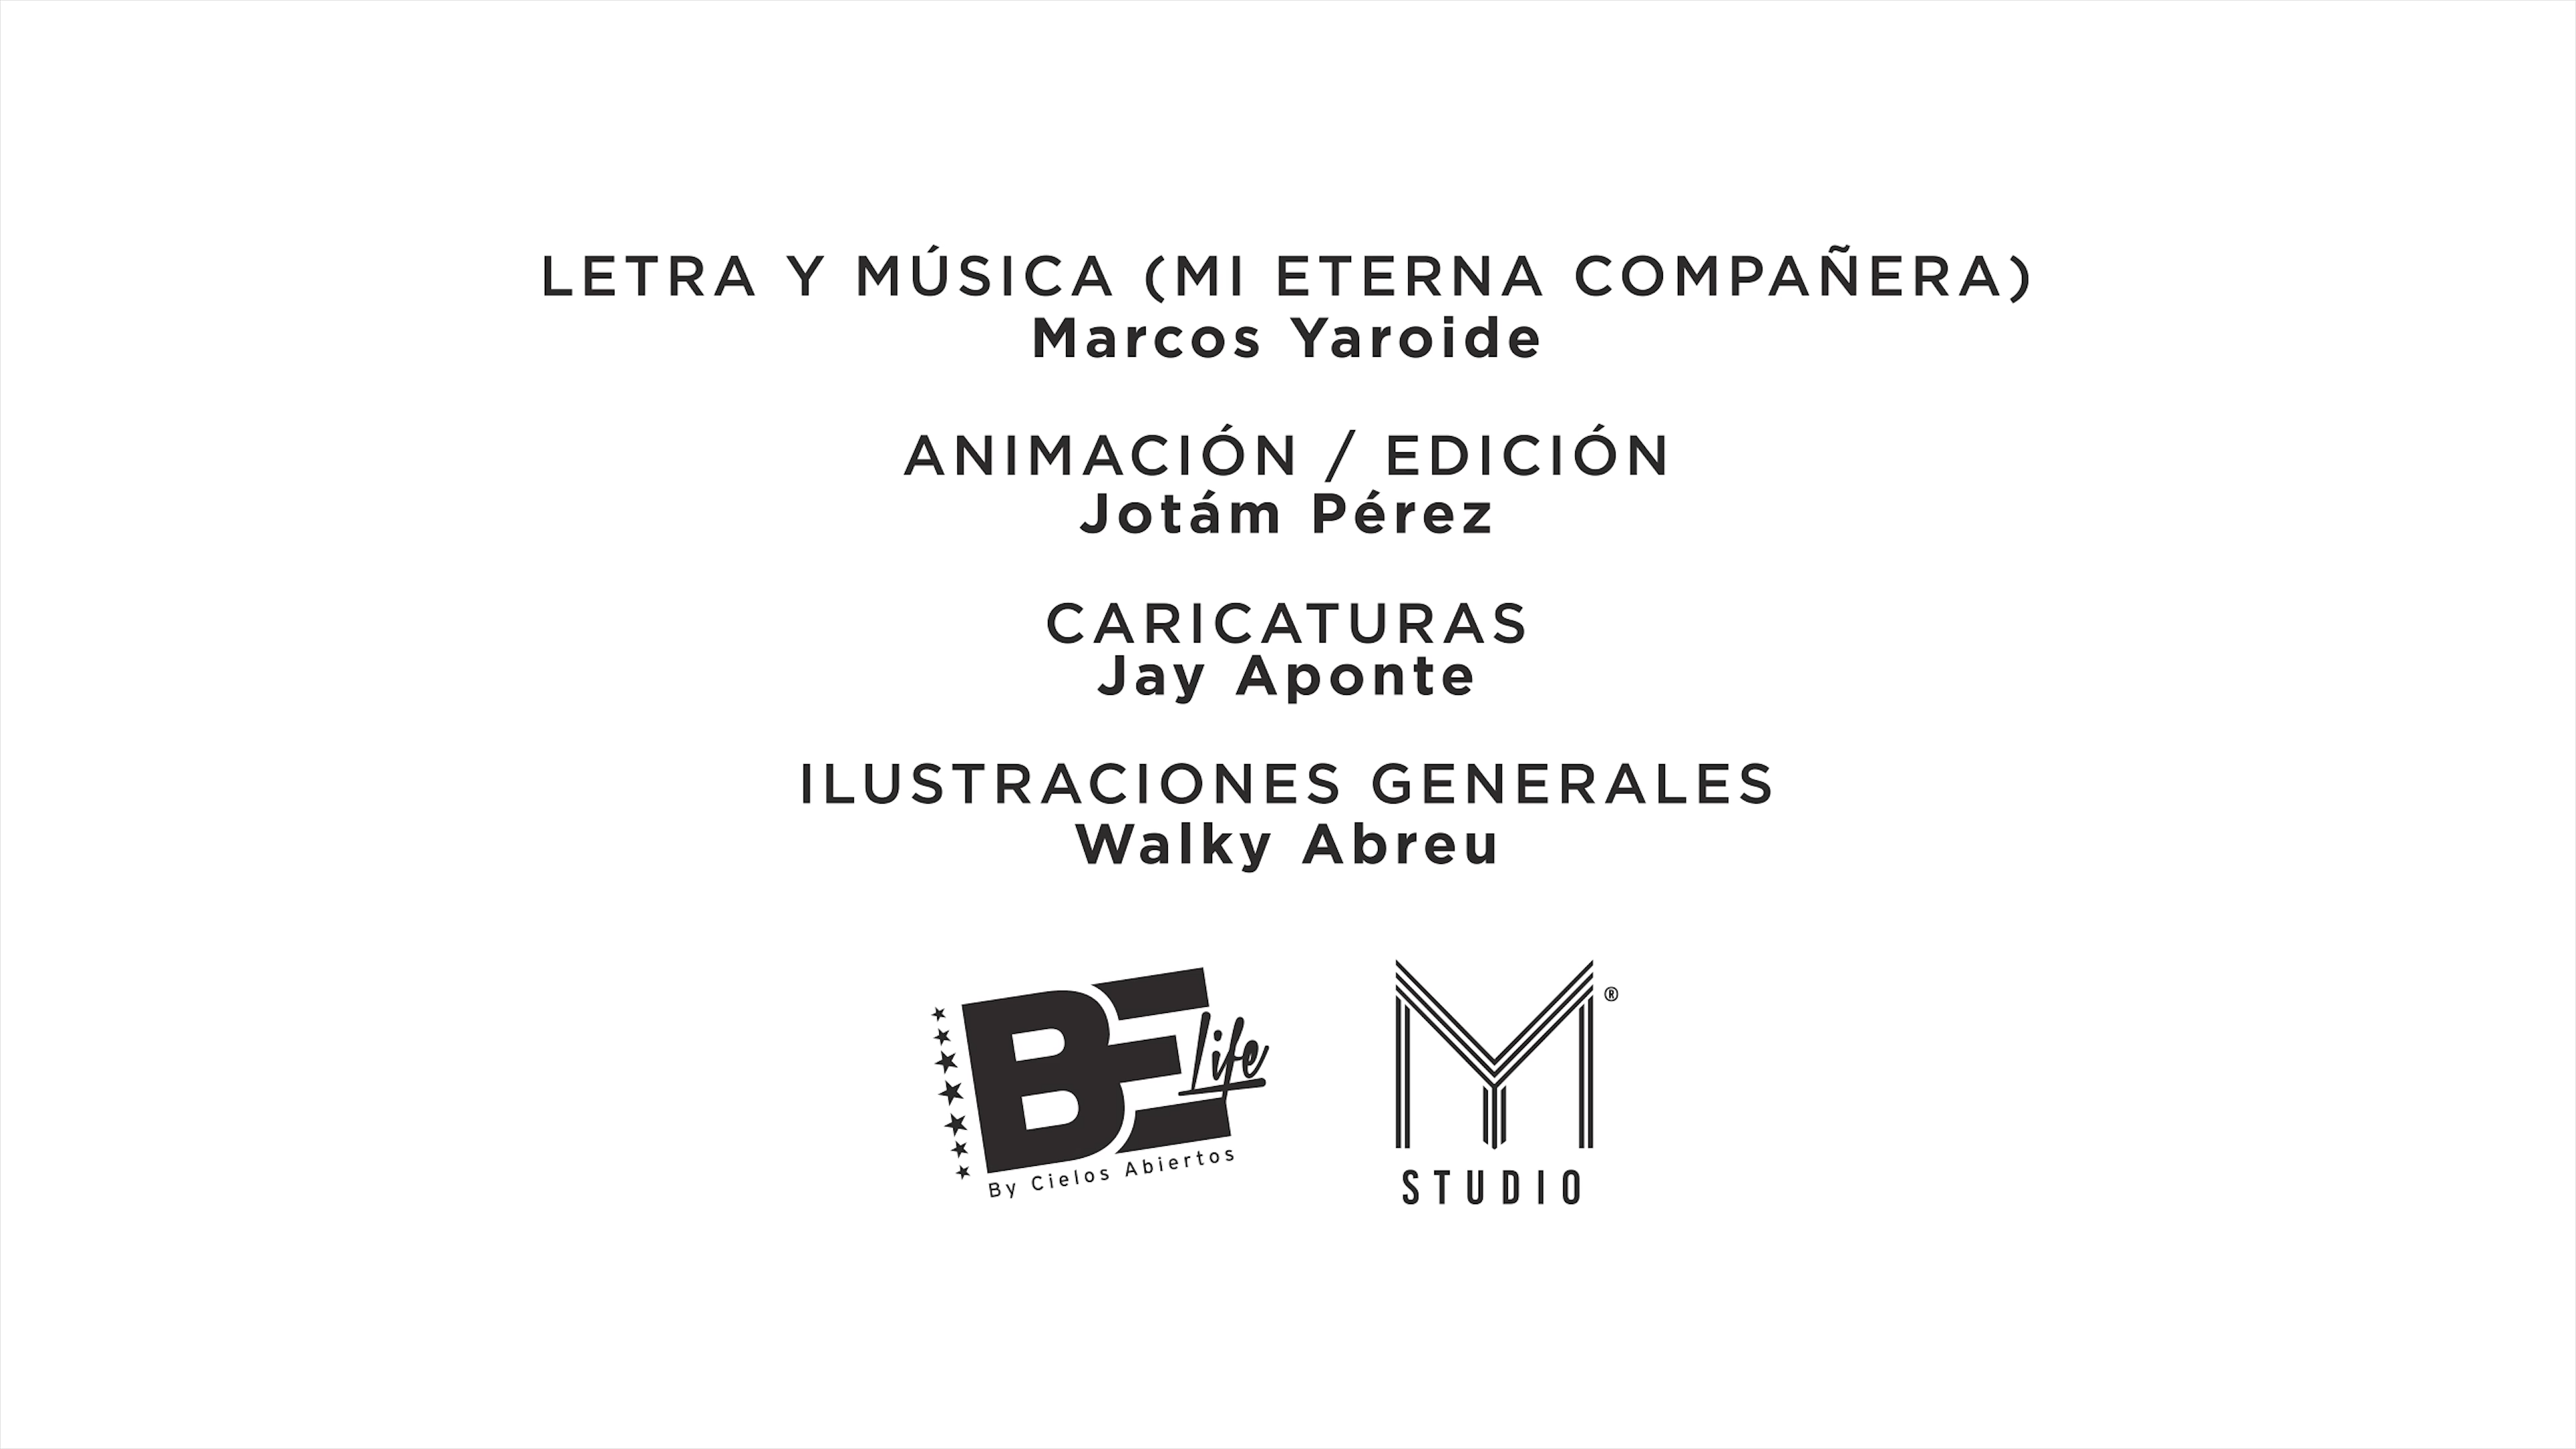 LETRA Y MÚSICA (MI ETERNA COMPAÑERA)
Marcos Yaroide
ANIMACIÓN / EDICIÓN
Jotám Pérez
CARICATURAS
Jay Aponte
ILUSTRACIONES GENERALES
Walky Abreu
BE Life
By Cielos Abiertos
MY ®
STUDIO